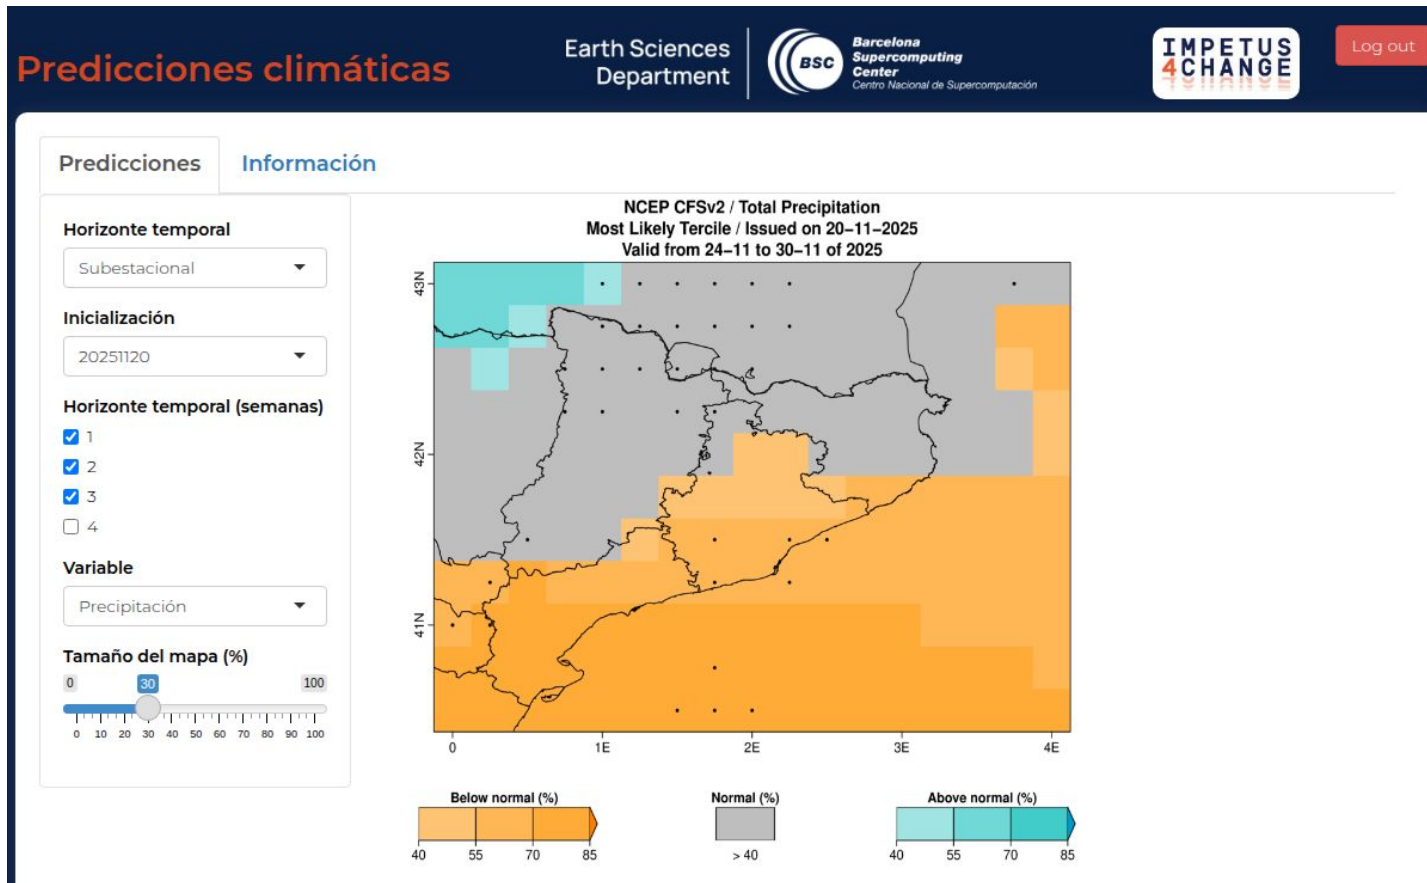 Predicciones climáticas
Earth Sciences
Department
BSC
Barcelona
Supercomputing
Center
Centro Nacional de Supercomputación
IMPETUS
4CHANGE
Log out
Predicciones
Información
Horizonte temporal
Subestacional
Inicialización
20251120
Horizonte temporal (semanas)
1
2
3
4
Variable
Precipitación
Tamaño del mapa (%)
0 30 100
0 10 20 30 40 50 60 70 80 90 100
NCEP CFSv2 / Total Precipitation
Most Likely Tercile / Issued on 20−11−2025
Valid from 24−11 to 30−11 of 2025
43N
42N
41N
0 1E 2E 3E 4E
Below normal (%)
40 55 70 85
Normal (%)
> 40
Above normal (%)
40 55 70 85